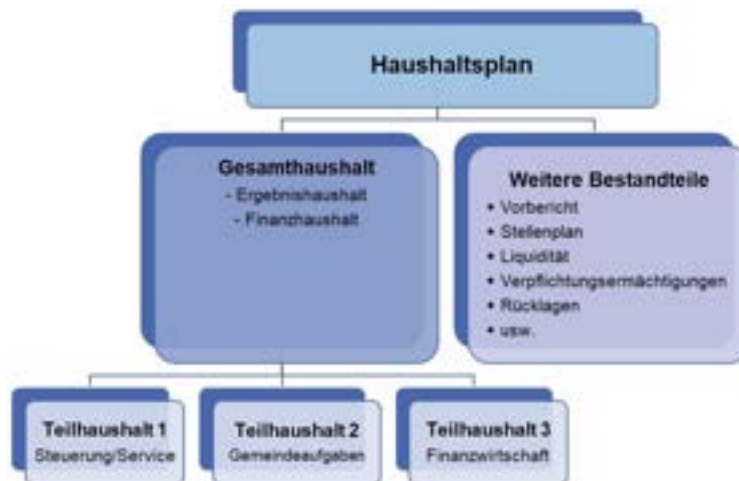 Haushaltsplan
Gesamthaushalt
- Ergebnishaushalt
- Finanzhaushalt
Weitere Bestandteile
• Vorbericht
• Stellenplan
• Liquidität
• Verpflichtungsermächtigungen
• Rücklagen
• usw.
Teilhaushalt 1
Steuerung/Service
Teilhaushalt 2
Gemeindeaufgaben
Teilhaushalt 3
Finanzwirtschaft